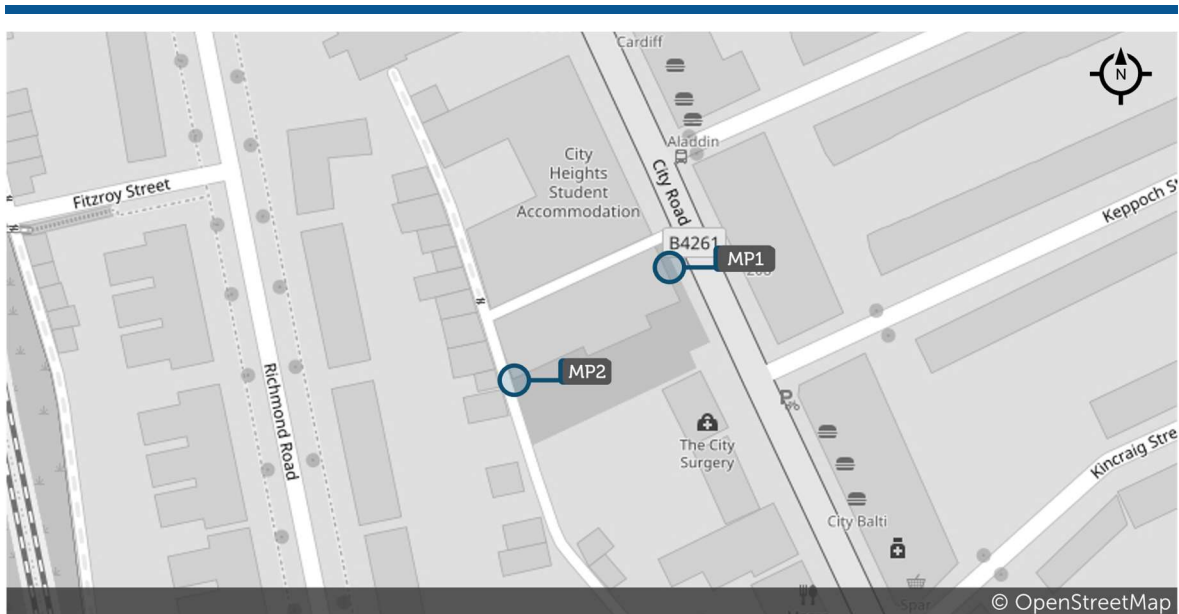 Cardiff
N
Aladdin
City
Heights
Student
Accommodation
City Road
Fitzroy Street
Keppoch S
B4261
MP1
MP2
Richmond Road
The City
Surgery
Kincraig Stre
City Balti
Spar
© OpenStreetMap